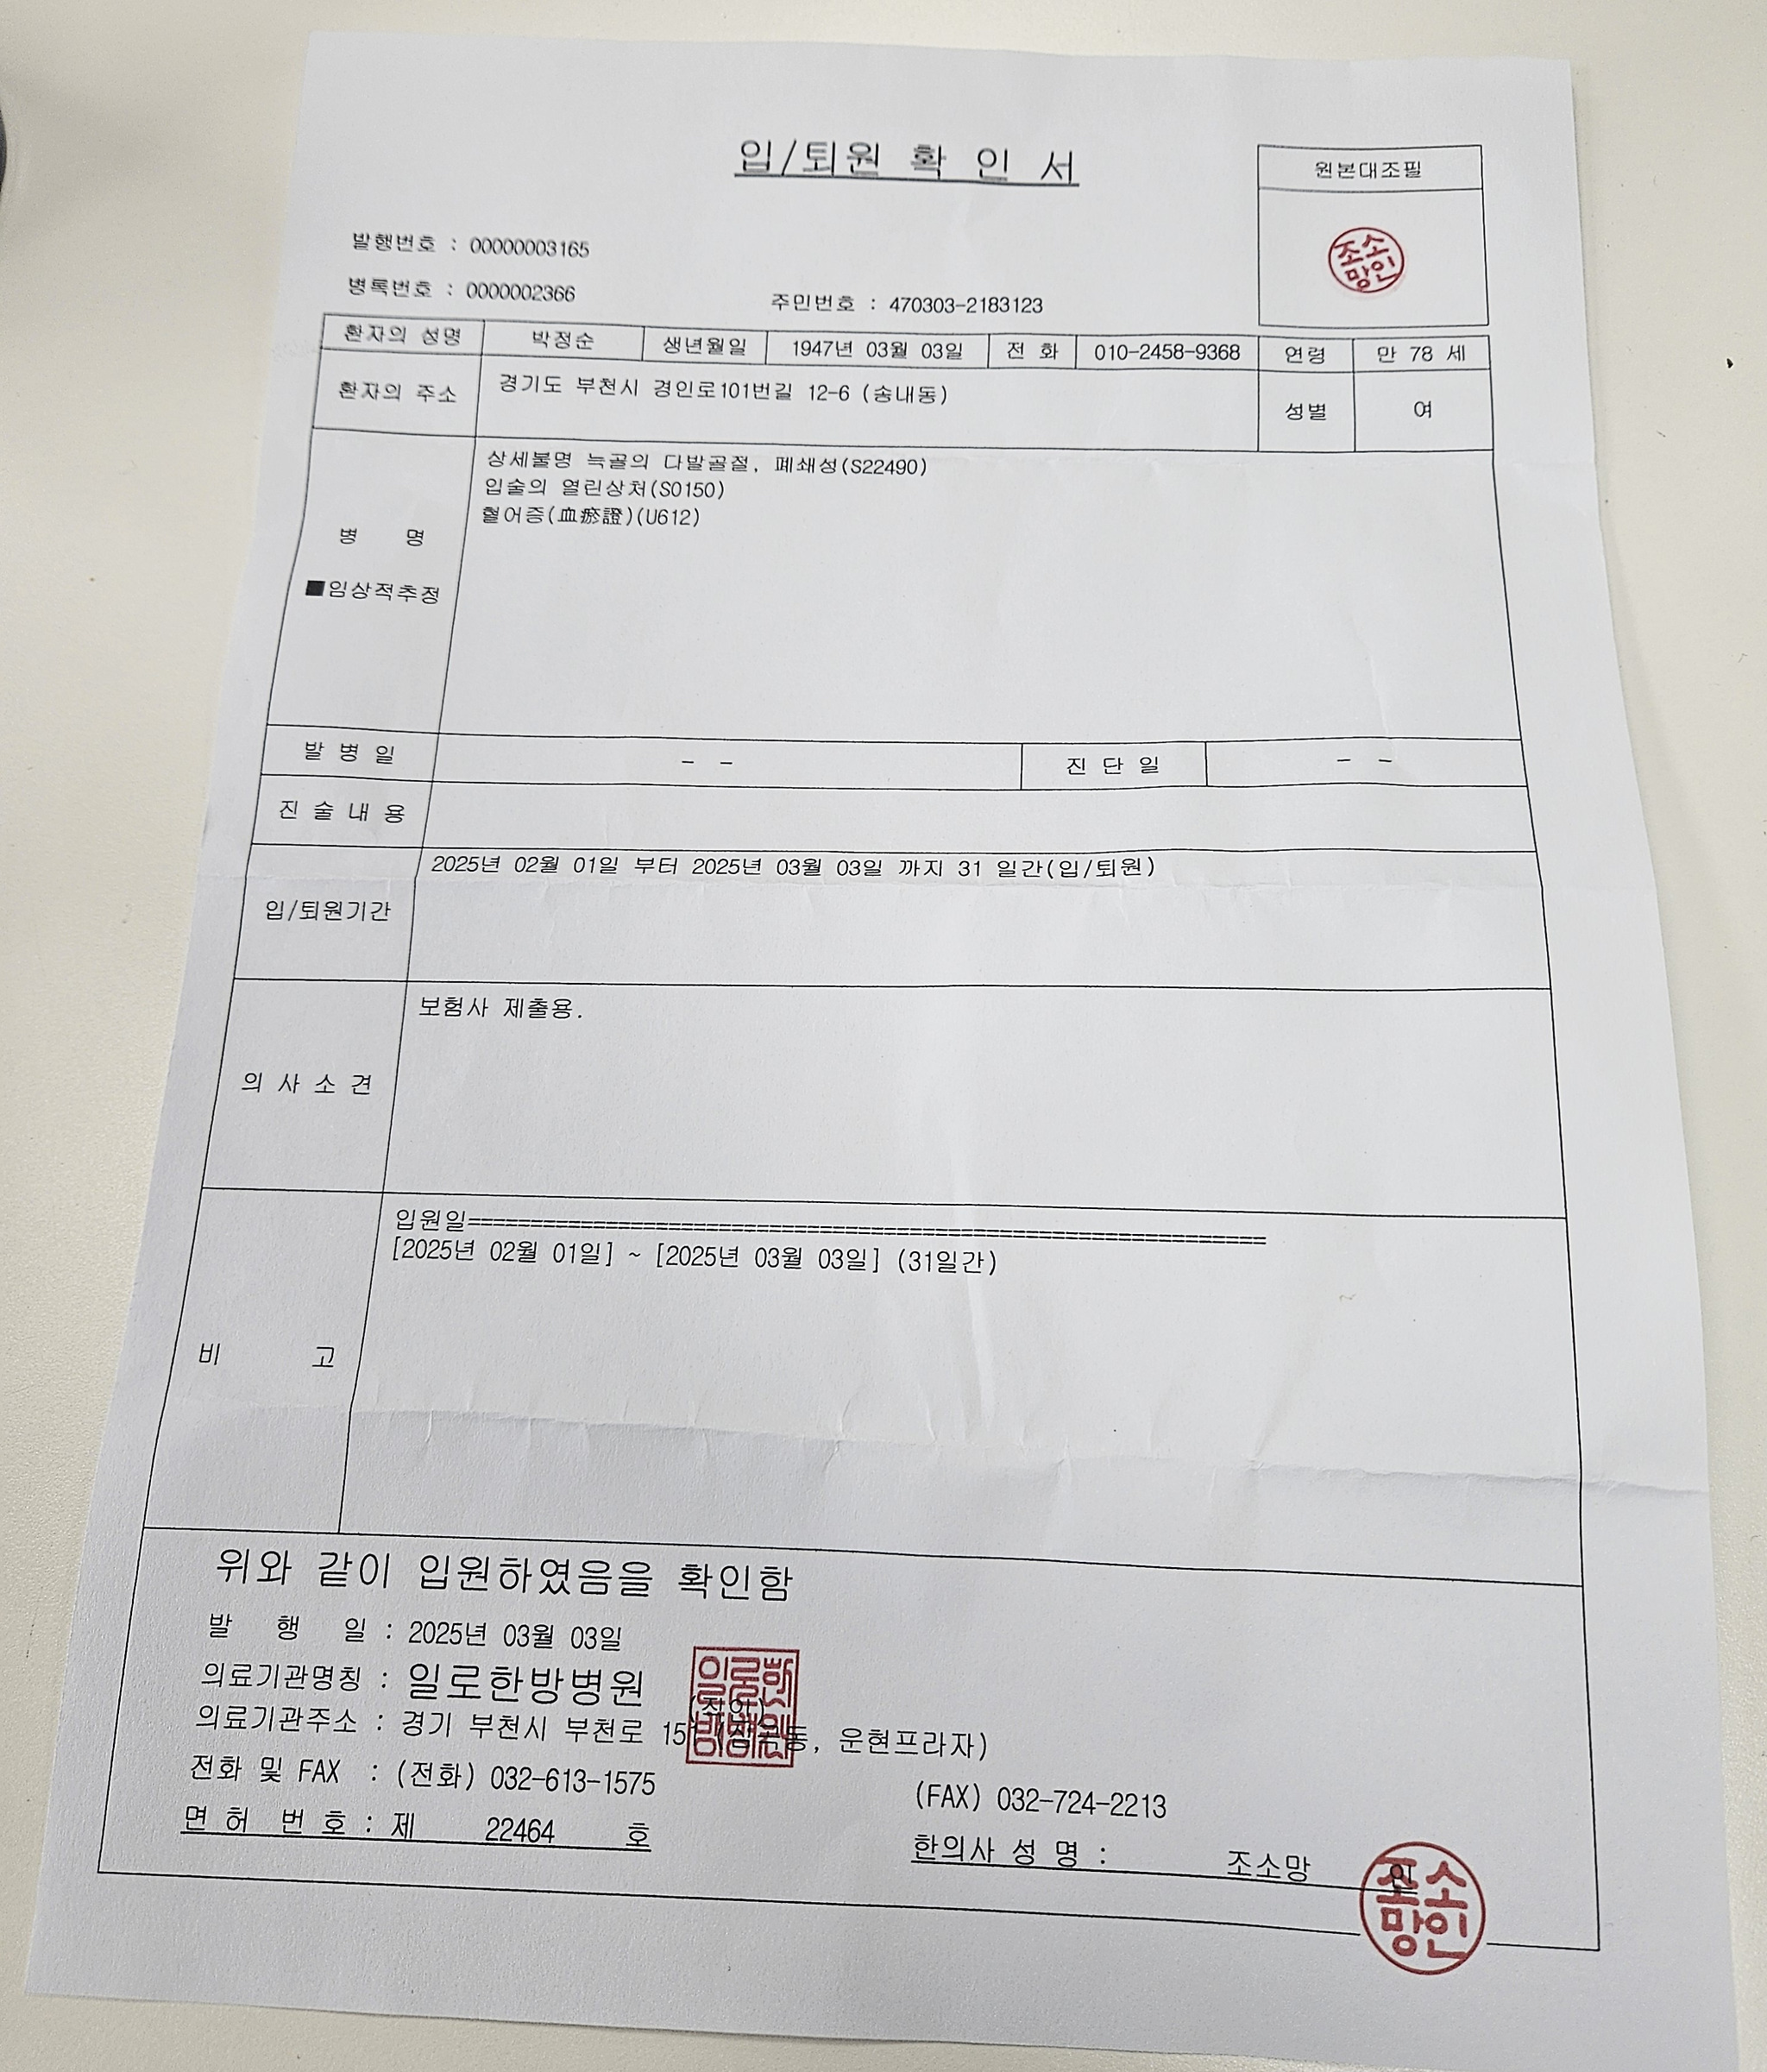 입/퇴원 확 인 서
원본대조필
조소
망인
발행번호 : 00000003165
병록번호 : 0000002366
주민번호 : 470303-2183123
환자의 성명 박정순 생년월일 1947년 03월 03일 전 화 010-2458-9368 연령 만 78 세
환자의 주소 경기도 부천시 경인로101번길 12-6 (송내동) 성별 여
병 명
■임상적추정
상세불명 늑골의 다발골절, 폐쇄성(S22490)
입술의 열린상처(S0150)
혈어증(血瘀證)(U612)
발 병 일 - - 진 단 일 - -
진 술 내 용
입/퇴원기간 2025년 02월 01일 부터 2025년 03월 03일 까지 31 일간(입/퇴원)
의 사 소 견 보험사 제출용.
비 고
입원일================================================================
[2025년 02월 01일] ~ [2025년 03월 03일] (31일간)
위와 같이 입원하였음을 확인함
발 행 일 : 2025년 03월 03일
의료기관명칭 : 일로한방병원
(직인)
일로한
방병원
의료기관주소 : 경기 부천시 부천로 동, 운현프라자)
전화 및 FAX : (전화) 032-613-1575 (FAX) 032-724-2213
면 허 번 호 : 제 22464 호 한의사 성 명 : 조소망 인
조소
망인